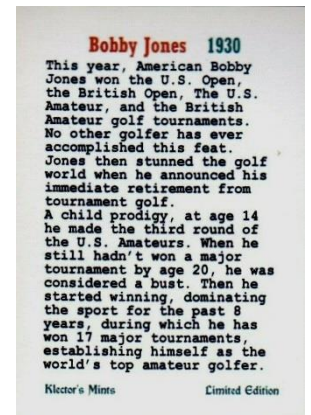 Bobby Jones 1930
This year, American Bobby
Jones won the U.S. Open,
the British Open, The U.S.
Amateur, and the British
Amateur golf tournaments.
No other golfer has ever
accomplished this feat.
Jones then stunned the golf
world when he announced his
immediate retirement from
tournament golf.
A child prodigy, at age 14
he made the third round of
the U.S. Amateurs. When he
still hadn't won a major
tournament by age 20, he was
considered a bust. Then he
started winning, dominating
the sport for the past 8
years, during which he has
won 17 major tournaments,
establishing himself as the
world's top amateur golfer.
Klector's Mints Limited Edition